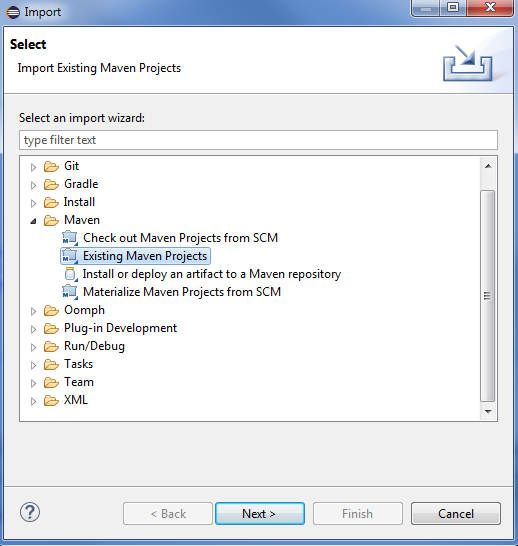 Import
Select
Import Existing Maven Projects
Select an import wizard:
type filter text
Git
Gradle
Install
Maven
Check out Maven Projects from SCM
Existing Maven Projects
Install or deploy an artifact to a Maven repository
Materialize Maven Projects from SCM
Oomph
Plug-in Development
Run/Debug
Tasks
Team
XML
? < Back Next > Finish Cancel